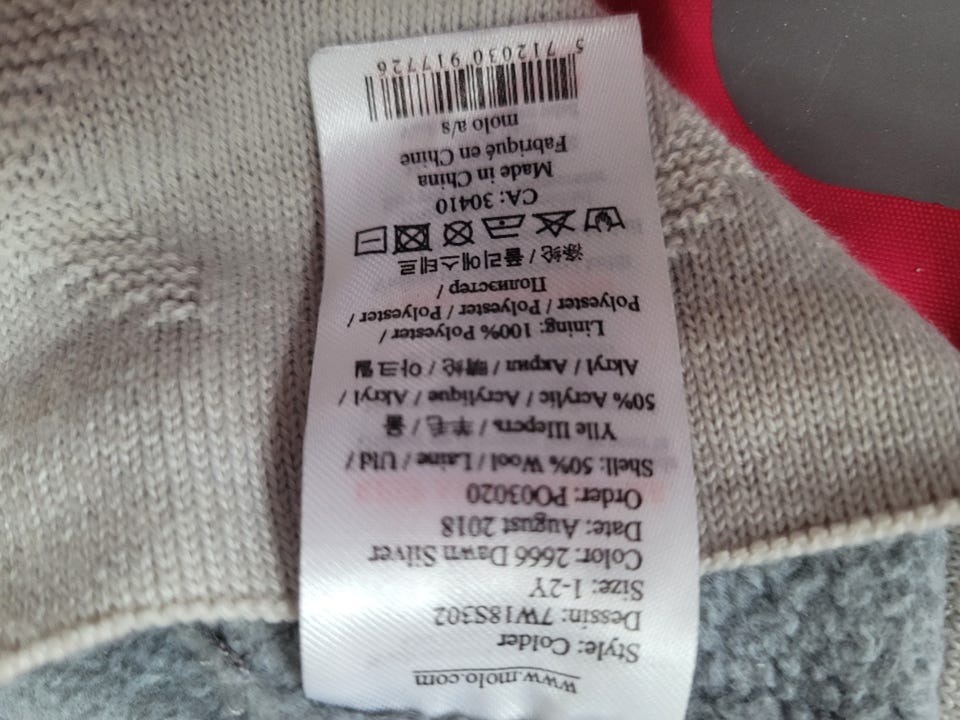 www.molo.com
Style: Colder
Dessin: 7W18S302
Size: 1-2Y
Color: 2666 Dawn Silver
Date: August 2018
Order: PO03020
Shell: 50% Wool / Laine / Uld /
Ylle Шерсть / 羊毛 / 울
50% Acrylic / Acrylique / Akryl /
Akryl / Акрил / 腈纶 / 아크릴
Lining: 100% Polyester /
Polyester / Polyester / Polyester /
Полиэстер /
涤纶 / 폴리에스테르
CA: 30410
Made in China
Fabriqué en Chine
molo a/s
5 712030 917726